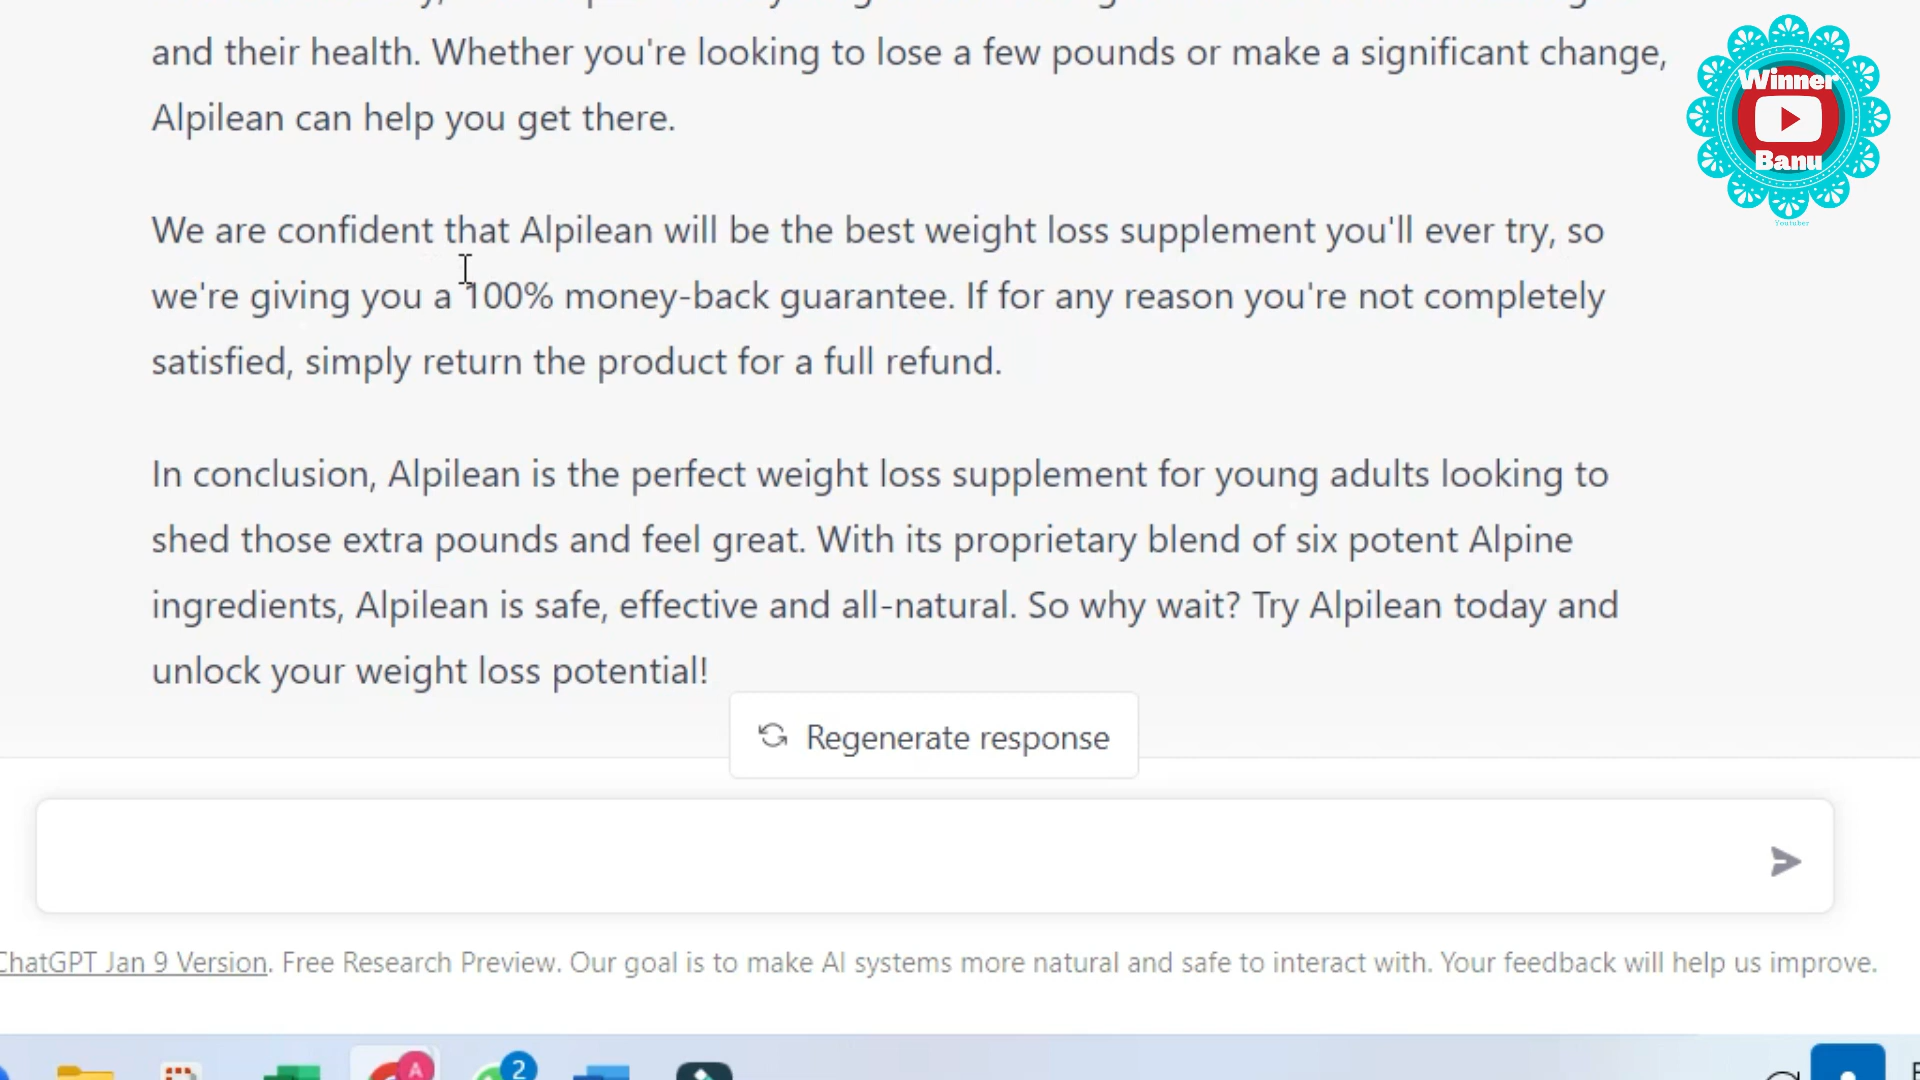 and their health. Whether you're looking to lose a few pounds or make a significant change,
Alpilean can help you get there.
We are confident that Alpilean will be the best weight loss supplement you'll ever try, so
we're giving you a 100% money-back guarantee. If for any reason you're not completely
satisfied, simply return the product for a full refund.
In conclusion, Alpilean is the perfect weight loss supplement for young adults looking to
shed those extra pounds and feel great. With its proprietary blend of six potent Alpine
ingredients, Alpilean is safe, effective and all-natural. So why wait? Try Alpilean today and
unlock your weight loss potential!
Regenerate response
ChatGPT Jan 9 Version. Free Research Preview. Our goal is to make AI systems more natural and safe to interact with. Your feedback will help us improve.
Winner
Banu
Youtuber
A
2